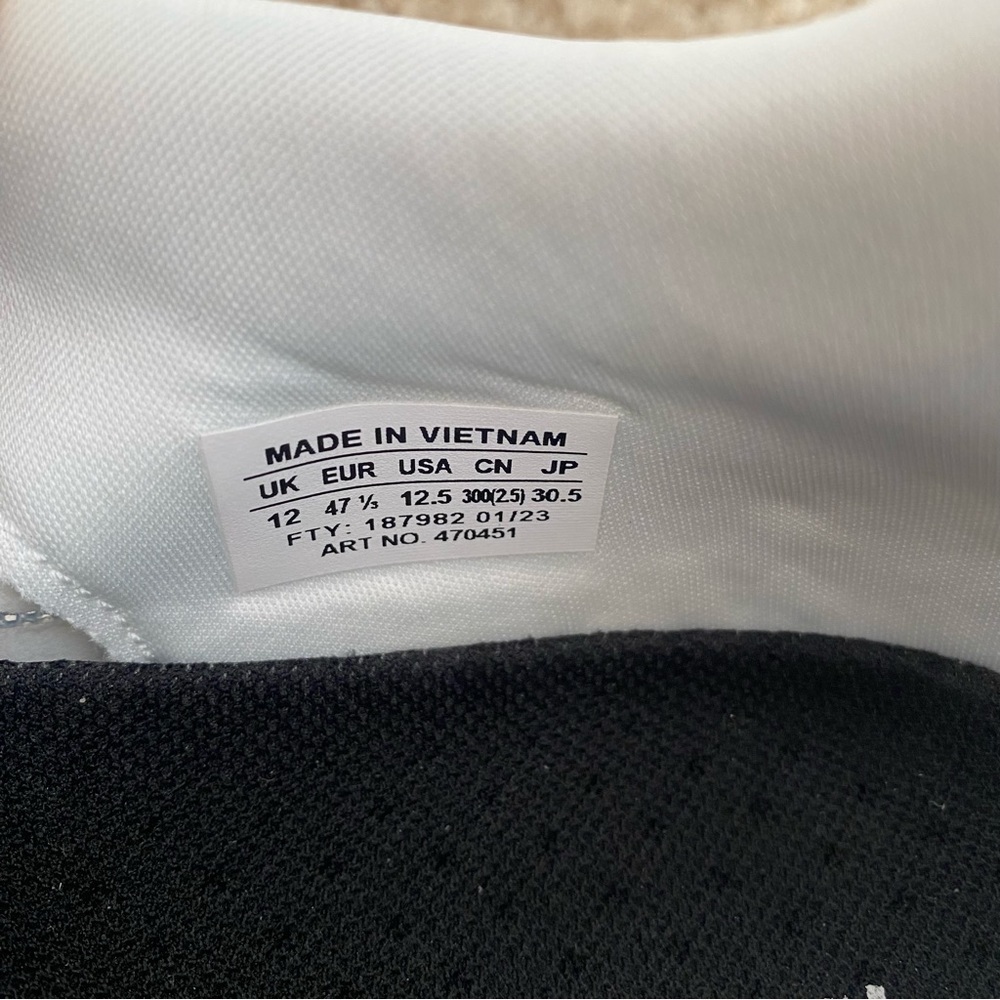 MADE IN VIETNAM
UK EUR USA CN JP
12 47 ⅓ 12.5 300(2.5) 30.5
FTY: 187982 01/23
ART NO. 470451